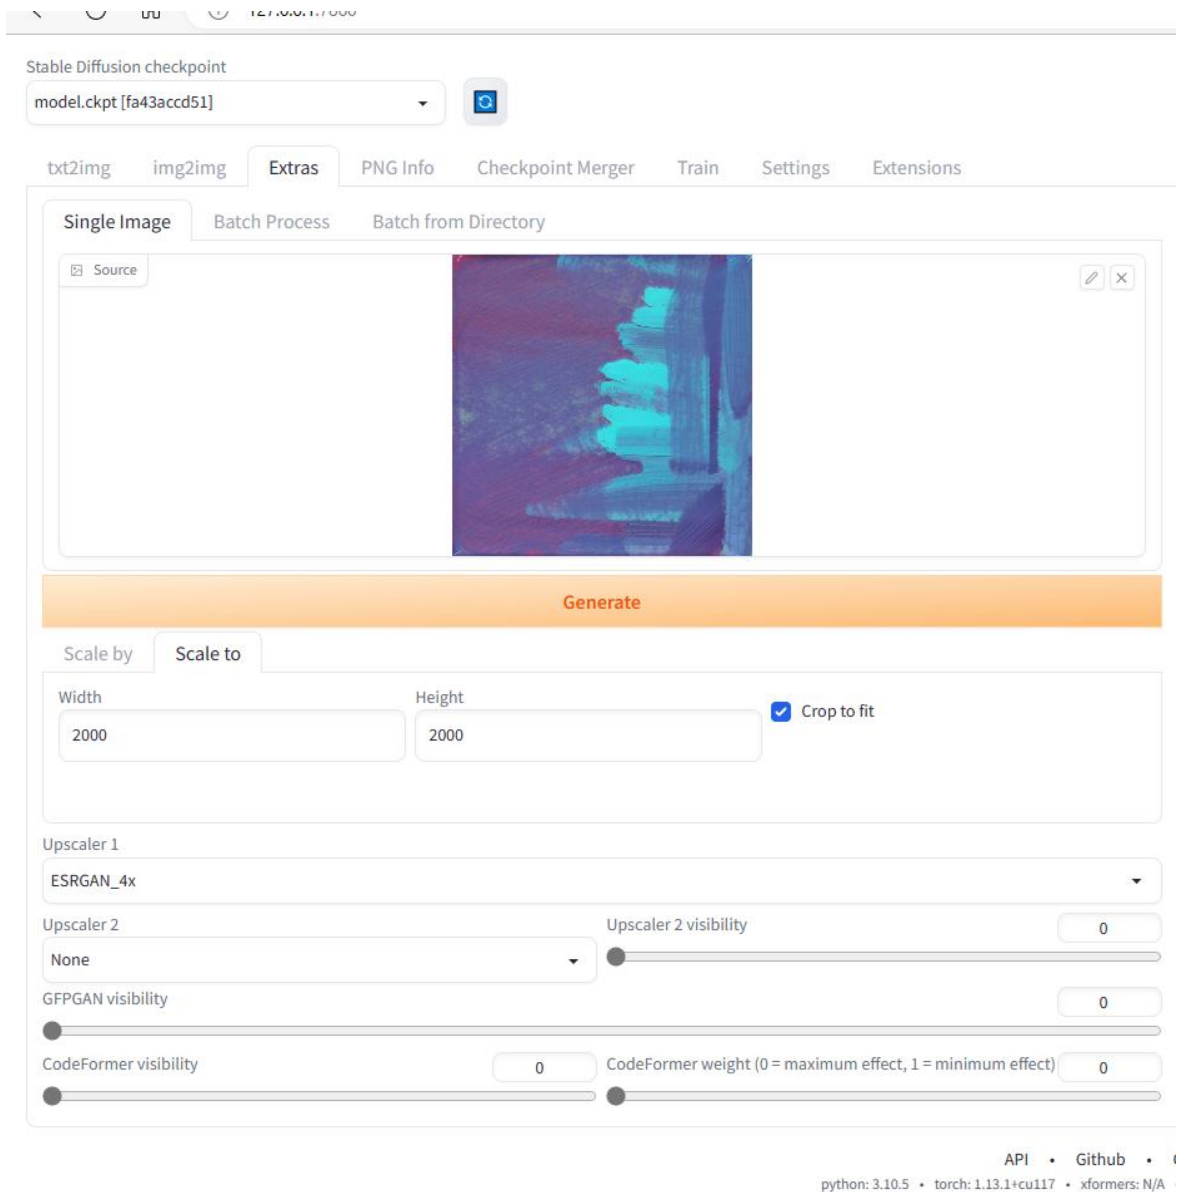 Stable Diffusion checkpoint
model.ckpt [fa43accd51]
txt2img img2img Extras PNG Info Checkpoint Merger Train Settings Extensions
Single Image Batch Process Batch from Directory
Source
Generate
Scale by Scale to
Width Height
2000 2000 Crop to fit
Upscaler 1
ESRGAN_4x
Upscaler 2 Upscaler 2 visibility 0
None
GFPGAN visibility 0
CodeFormer visibility 0 CodeFormer weight (0 = maximum effect, 1 = minimum effect) 0
API • Github •
python: 3.10.5 • torch: 1.13.1+cu117 • xformers: N/A